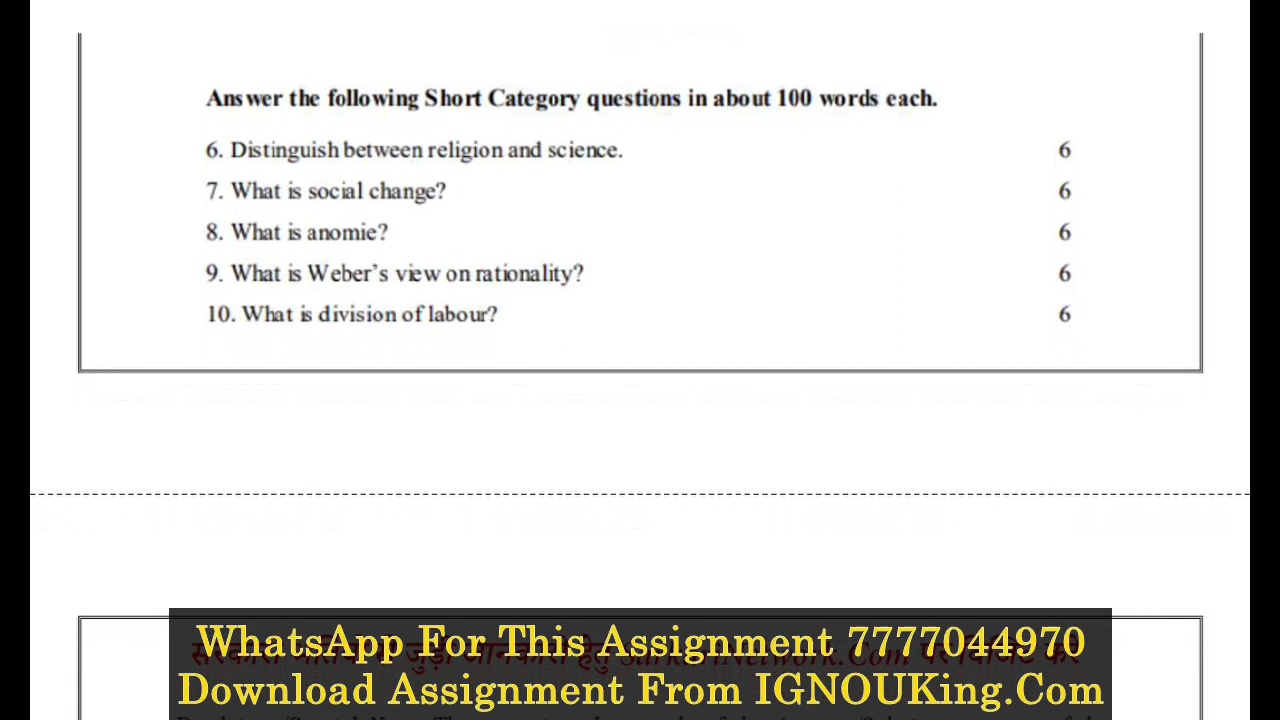 Answer the following Short Category questions in about 100 words each.
6. Distinguish between religion and science. 6
7. What is social change? 6
8. What is anomie? 6
9. What is Weber's view on rationality? 6
10. What is division of labour? 6
WhatsApp For This Assignment 7777044970
Download Assignment From IGNOUKing.Com